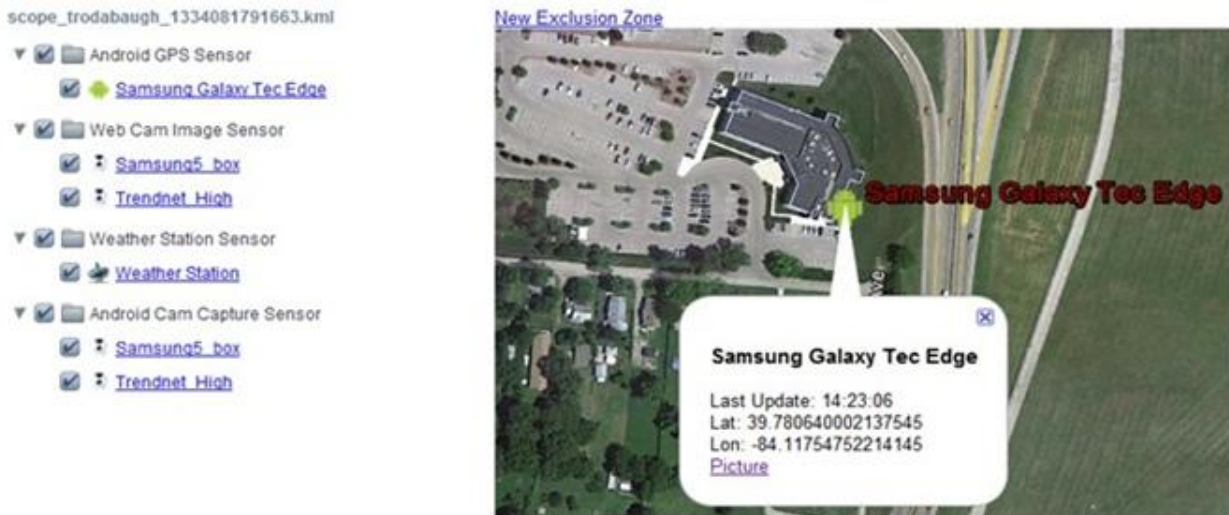 scope_trodabaugh_1334081791663.kml
Android GPS Sensor
Samsung Galaxy Tec Edge
Web Cam Image Sensor
Samsung5_box
Trendnet_High
Weather Station Sensor
Weather Station
Android Cam Capture Sensor
Samsung5_box
Trendnet_High
New Exclusion Zone
Samsung Galaxy Tec Edge
Ave
Samsung Galaxy Tec Edge
Last Update: 14:23:06
Lat: 39.780640002137545
Lon: -84.11754752214145
Picture